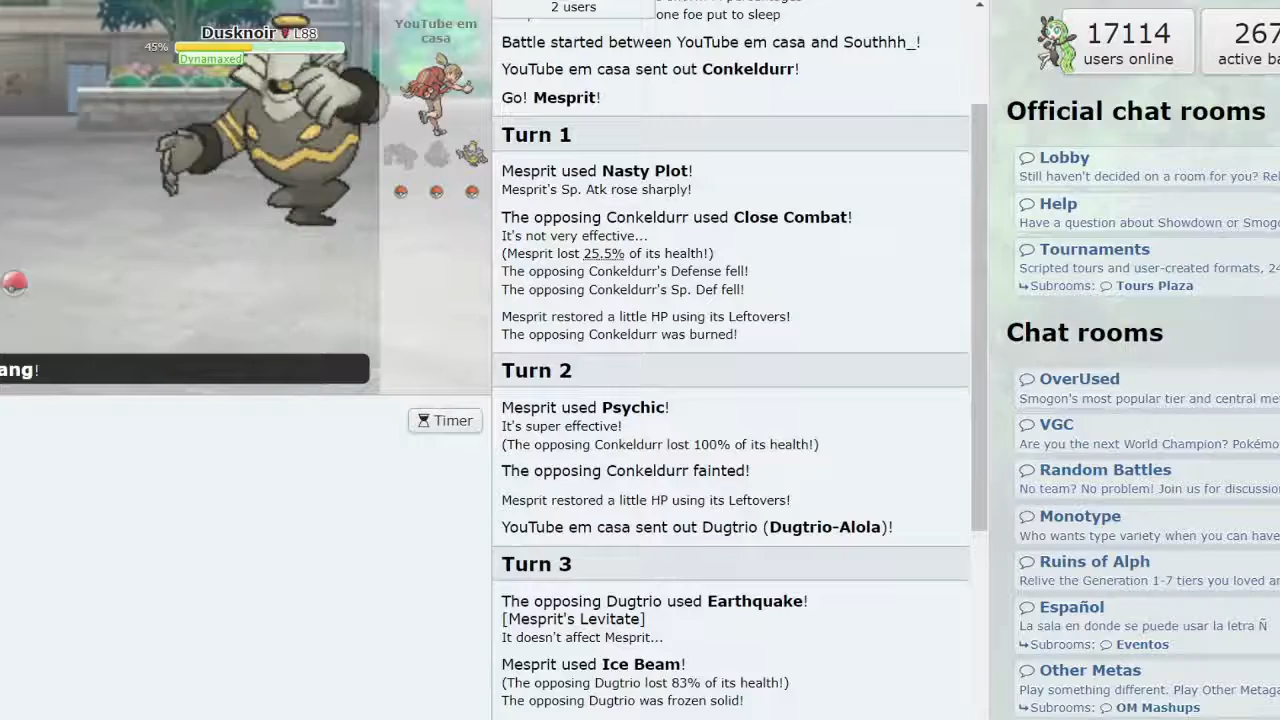 Dusknoir L88
45%
Dynamaxed
YouTube em
casa
ang!
Timer
2 users
one foe put to sleep
Battle started between YouTube em casa and Southhh_!
YouTube em casa sent out Conkeldurr!
Go! Mesprit!
Turn 1
Mesprit used Nasty Plot!
Mesprit's Sp. Atk rose sharply!
The opposing Conkeldurr used Close Combat!
It's not very effective...
(Mesprit lost 25.5% of its health!)
The opposing Conkeldurr's Defense fell!
The opposing Conkeldurr's Sp. Def fell!
Mesprit restored a little HP using its Leftovers!
The opposing Conkeldurr was burned!
Turn 2
Mesprit used Psychic!
It's super effective!
(The opposing Conkeldurr lost 100% of its health!)
The opposing Conkeldurr fainted!
Mesprit restored a little HP using its Leftovers!
YouTube em casa sent out Dugtrio (Dugtrio-Alola)!
Turn 3
The opposing Dugtrio used Earthquake!
[Mesprit's Levitate]
It doesn't affect Mesprit...
Mesprit used Ice Beam!
(The opposing Dugtrio lost 83% of its health!)
The opposing Dugtrio was frozen solid!
17114
users online
267
active ba
Official chat rooms
Lobby
Still haven't decided on a room for you? Rel
Help
Have a question about Showdown or Smogo
Tournaments
Scripted tours and user-created formats, 24
↳Subrooms: Tours Plaza
Chat rooms
OverUsed
Smogon's most popular tier and central me
VGC
Are you the next World Champion? Pokémo
Random Battles
No team? No problem! Join us for discussio
Monotype
Who wants type variety when you can have
Ruins of Alph
Relive the Generation 1-7 tiers you loved ar
Español
La sala en donde se puede usar la letra Ñ
↳Subrooms: Eventos
Other Metas
Play something different. Play Other Metaga
↳Subrooms: OM Mashups